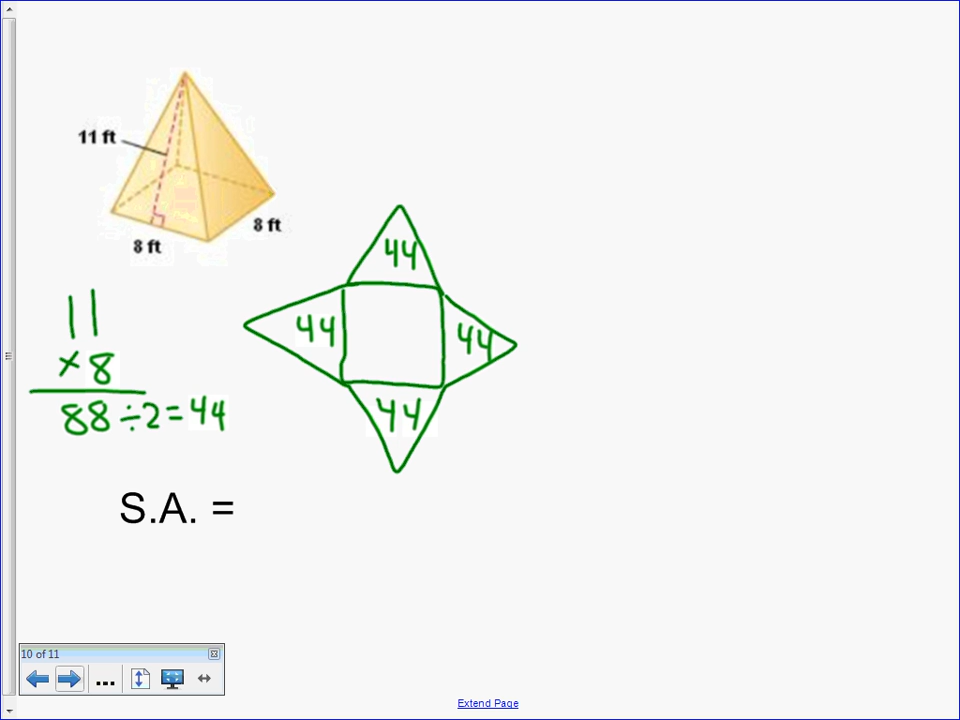 11 ft
8 ft
8 ft
44
44
44
44
11
×8
88÷2=44
S.A. =
10 of 11
...
Extend Page